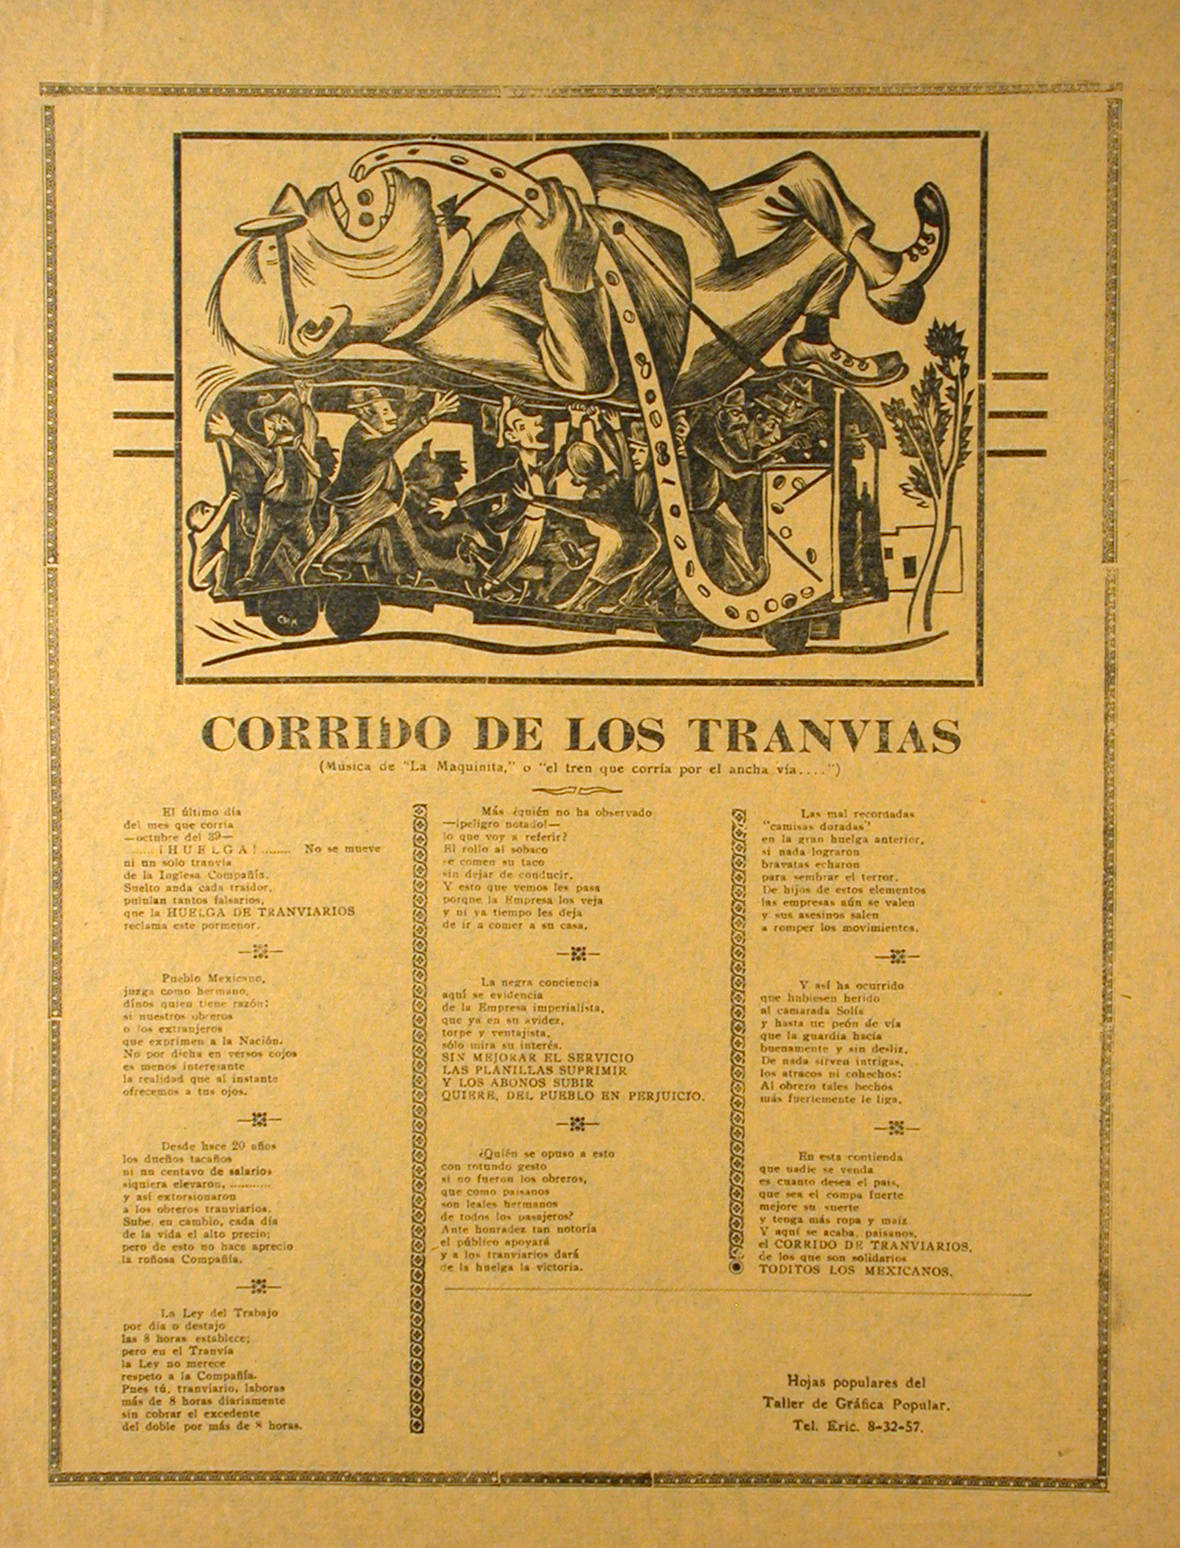 CHM
CORRIDO DE LOS TRANVIAS
(Música de "La Maquinita," o "el tren que corría por el ancha vía....")
El último día
del mes que corría
—octubre del 39—
...... ¡HUELGA!........ No se mueve
ni un solo tranvía
de la Inglesa Compañía.
Suelto anda cada traidor,
pululan tantos falsarios,
que la HUELGA DE TRANVIARIOS
reclama este pormenor.
Pueblo Mexicano,
juzga como hermano,
dinos quien tiene razón:
si nuestros obreros
o los extranjeros
que exprimen a la Nación.
No por dicha en versos cojos
es menos interesante
la realidad que al instante
ofrecemos a tus ojos.
Desde hace 20 años
los dueños tacaños
ni un centavo de salarios
siquiera elevaron, ...........
y así extorsionaron
a los obreros tranviarios.
Sube, en cambio, cada día
de la vida el alto precio;
pero de esto no hace aprecio
la roñosa Compañía.
La Ley del Trabajo
por día o destajo
las 8 horas establece;
pero en el Tranvía
la Ley no merece
respeto a la Compañía.
Pues tú, tranviario, laboras
más de 8 horas diariamente
sin cobrar el excedente
del doble por más de 8 horas.
Más ¿quién no ha observado
—¡peligro notado!—
lo que voy a referir?
El rollo al sobaco
se comen su taco
sin dejar de conducir.
Y esto que vemos les pasa
porque la Empresa los veja
y ni ya tiempo les deja
de ir a comer a su casa.
La negra conciencia
aquí se evidencia
de la Empresa imperialista,
que ya en su avidez,
torpe y ventajista,
sólo mira su interés.
SIN MEJORAR EL SERVICIO
LAS PLANILLAS SUPRIMIR
Y LOS ABONOS SUBIR
QUIERE, DEL PUEBLO EN PERJUICIO.
¿Quién se opuso a esto
con rotundo gesto
si no fueron los obreros,
que como paisanos
son leales hermanos
de todos los pasajeros?
Ante honradez tan notoria
el público apoyará
y a los tranviarios dará
de la huelga la victoria.
Las mal recordadas
"camisas doradas"
en la gran huelga anterior,
si nada lograron
bravatas echaron
para sembrar el terror.
De hijos de estos elementos
las empresas aún se valen
y sus asesinos salen
a romper los movimientos.
Y así ha ocurrido
que hubiesen herido
al camarada Solís
y hasta un peón de vía
que la guardia hacía
buenamente y sin desliz.
De nada sirven intrigas,
los atracos ni cohechos:
Al obrero tales hechos
más fuertemente le liga.
En esta contienda
que nadie se venda
es cuanto desea el país,
que sea el compa fuerte
mejore su suerte
y tenga más ropa y maíz.
Y aquí se acaba, paisanos,
el CORRIDO DE TRANVIARIOS,
de los que son solidarios
TODITOS LOS MEXICANOS.
Hojas populares del
Taller de Gráfica Popular.
Tel. Eric. 8-32-57.